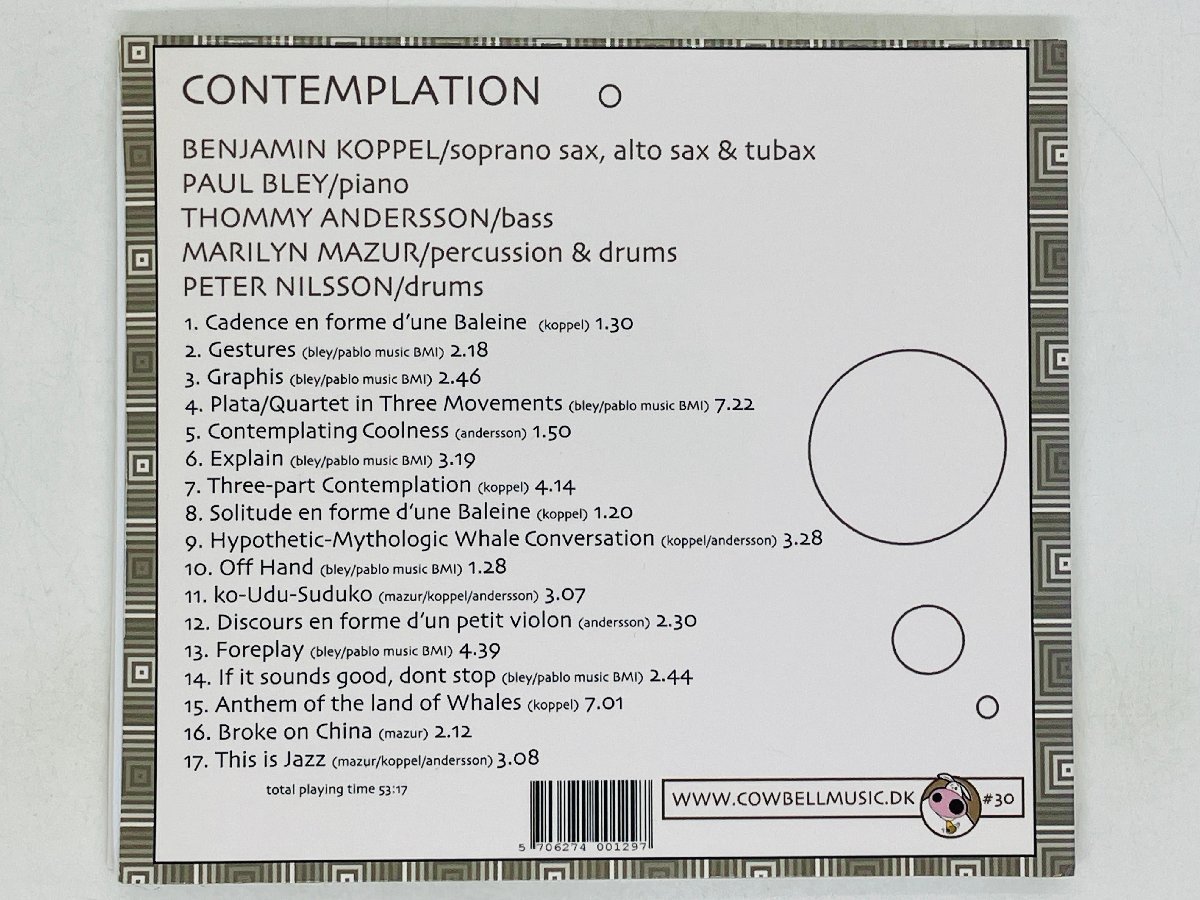 CONTEMPLATION
BENJAMIN KOPPEL/soprano sax, alto sax & tubax
PAUL BLEY/piano
THOMMY ANDERSSON/bass
MARILYN MAZUR/percussion & drums
PETER NILSSON/drums
1. Cadence en forme d'une Baleine (koppel) 1.30
2. Gestures (bley/pablo music BMI) 2.18
3. Graphis (bley/pablo music BMI) 2.46
4. Plata/Quartet in Three Movements (bley/pablo music BMI) 7.22
5. Contemplating Coolness (andersson) 1.50
6. Explain (bley/pablo music BMI) 3.19
7. Three-part Contemplation (koppel) 4.14
8. Solitude en forme d'une Baleine (koppel) 1.20
9. Hypothetic-Mythologic Whale Conversation (koppel/andersson) 3.28
10. Off Hand (bley/pablo music BMI) 1.28
11. ko-Udu-Suduko (mazur/koppel/andersson) 3.07
12. Discours en forme d'un petit violon (andersson) 2.30
13. Foreplay (bley/pablo music BMI) 4.39
14. If it sounds good, dont stop (bley/pablo music BMI) 2.44
15. Anthem of the land of Whales (koppel) 7.01
16. Broke on China (mazur) 2.12
17. This is Jazz (mazur/koppel/andersson) 3.08
total playing time 53:17
WWW.COWBELLMUSIC.DK #30
5 706274 001297